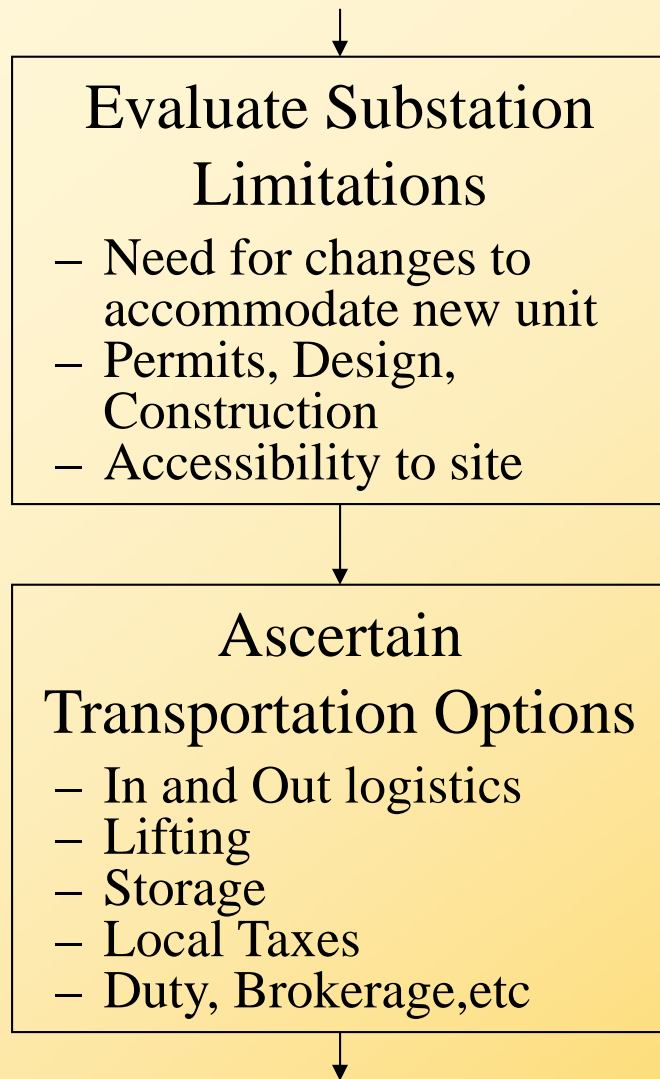 Evaluate Substation
Limitations
– Need for changes to
accommodate new unit
– Permits, Design,
Construction
– Accessibility to site
Ascertain
Transportation Options
– In and Out logistics
– Lifting
– Storage
– Local Taxes
– Duty, Brokerage,etc